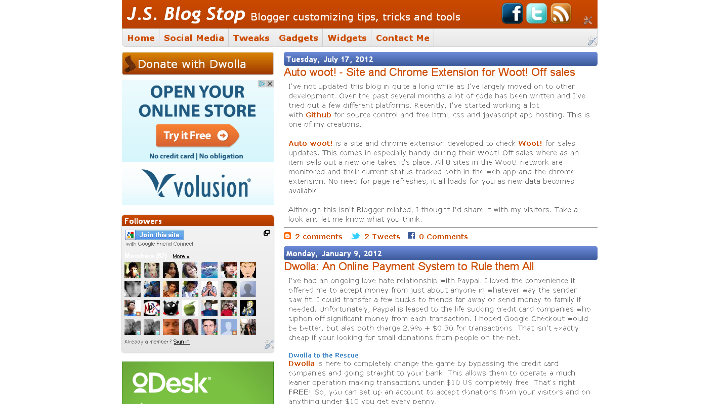 J.S. Blog Stop Blogger customizing tips, tricks and tools
Home Social Media Tweaks Gadgets Widgets Contact Me
Donate with Dwolla
OPEN YOUR
ONLINE STORE
Try it Free
No credit card | No obligation
volusion
Followers
Join this site
with Google Friend Connect
More »
Already a member? Sign in
oDesk
Tuesday, July 17, 2012
Auto woot! - Site and Chrome Extension for Woot! Off sales
I've not updated this blog in quite a long while as I've largely moved on to other
development. Over the past several months a lot of code has been written and I've
tried out a few different platforms. Recently, I've started working a lot
with Github for source control and free html, css and javascript app hosting. This is
one of my creations.
Auto woot! is a site and chrome extension developed to check Woot! for sales
updates. This comes in especially handy during their Woot! Off sales where as an
item sells out a new one takes it's place. All 8 sites in the Woot! Network are
monitored and their current status tracked both in the web app and the chrome
extension. No need for page refreshes, it all loads for you as new data becomes
available.
Although this isn't Blogger related, I thought I'd share it with my visitors. Take a
look and let me know what you think.
2 comments 2 Tweets 0 Comments
Monday, January 9, 2012
Dwolla: An Online Payment System to Rule them All
I've had an ongoing love hate relationship with Paypal. I loved the convenience it
offered me to accept money from just about anyone in whatever way the sender
saw fit. I could transfer a few bucks to friends far away or send money to family if
needed. Unfortunately, Paypal is leased to the life sucking credit card companies who
siphon off significant money from each transaction. I hoped Google Checkout would
be better, but alas both charge 2.9% + $0.30 for transactions. That isn't exactly
cheap if your looking for small donations from people on the net.
Dwolla to the Rescue
Dwolla is here to completely change the game by bypassing the credit card
companies and going straight to your bank. This allows them to operate a much
leaner operation making transactions under $10 US completely free. That's right
FREE! So, you can set up an account to accept donations from your visitors and on
anything under $10 you get every penny.